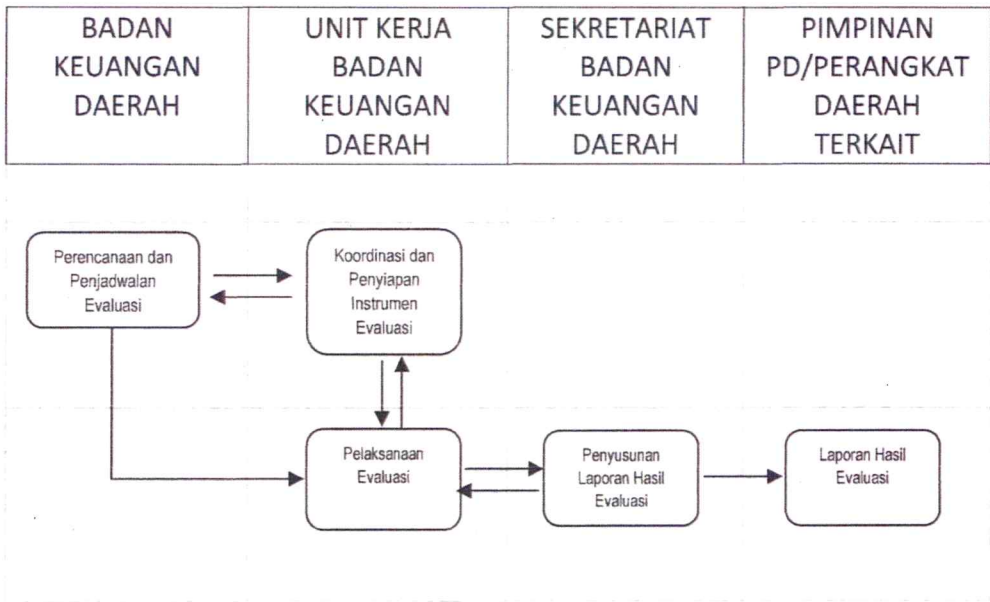 BADAN
KEUANGAN
DAERAH
UNIT KERJA
BADAN
KEUANGAN
DAERAH
SEKRETARIAT
BADAN
KEUANGAN
DAERAH
PIMPINAN
PD/PERANGKAT
DAERAH
TERKAIT
Perencanaan dan
Penjadwalan
Evaluasi
Koordinasi dan
Penyiapan
Instrumen
Evaluasi
Pelaksanaan
Evaluasi
Penyusunan
Laporan Hasil
Evaluasi
Laporan Hasil
Evaluasi